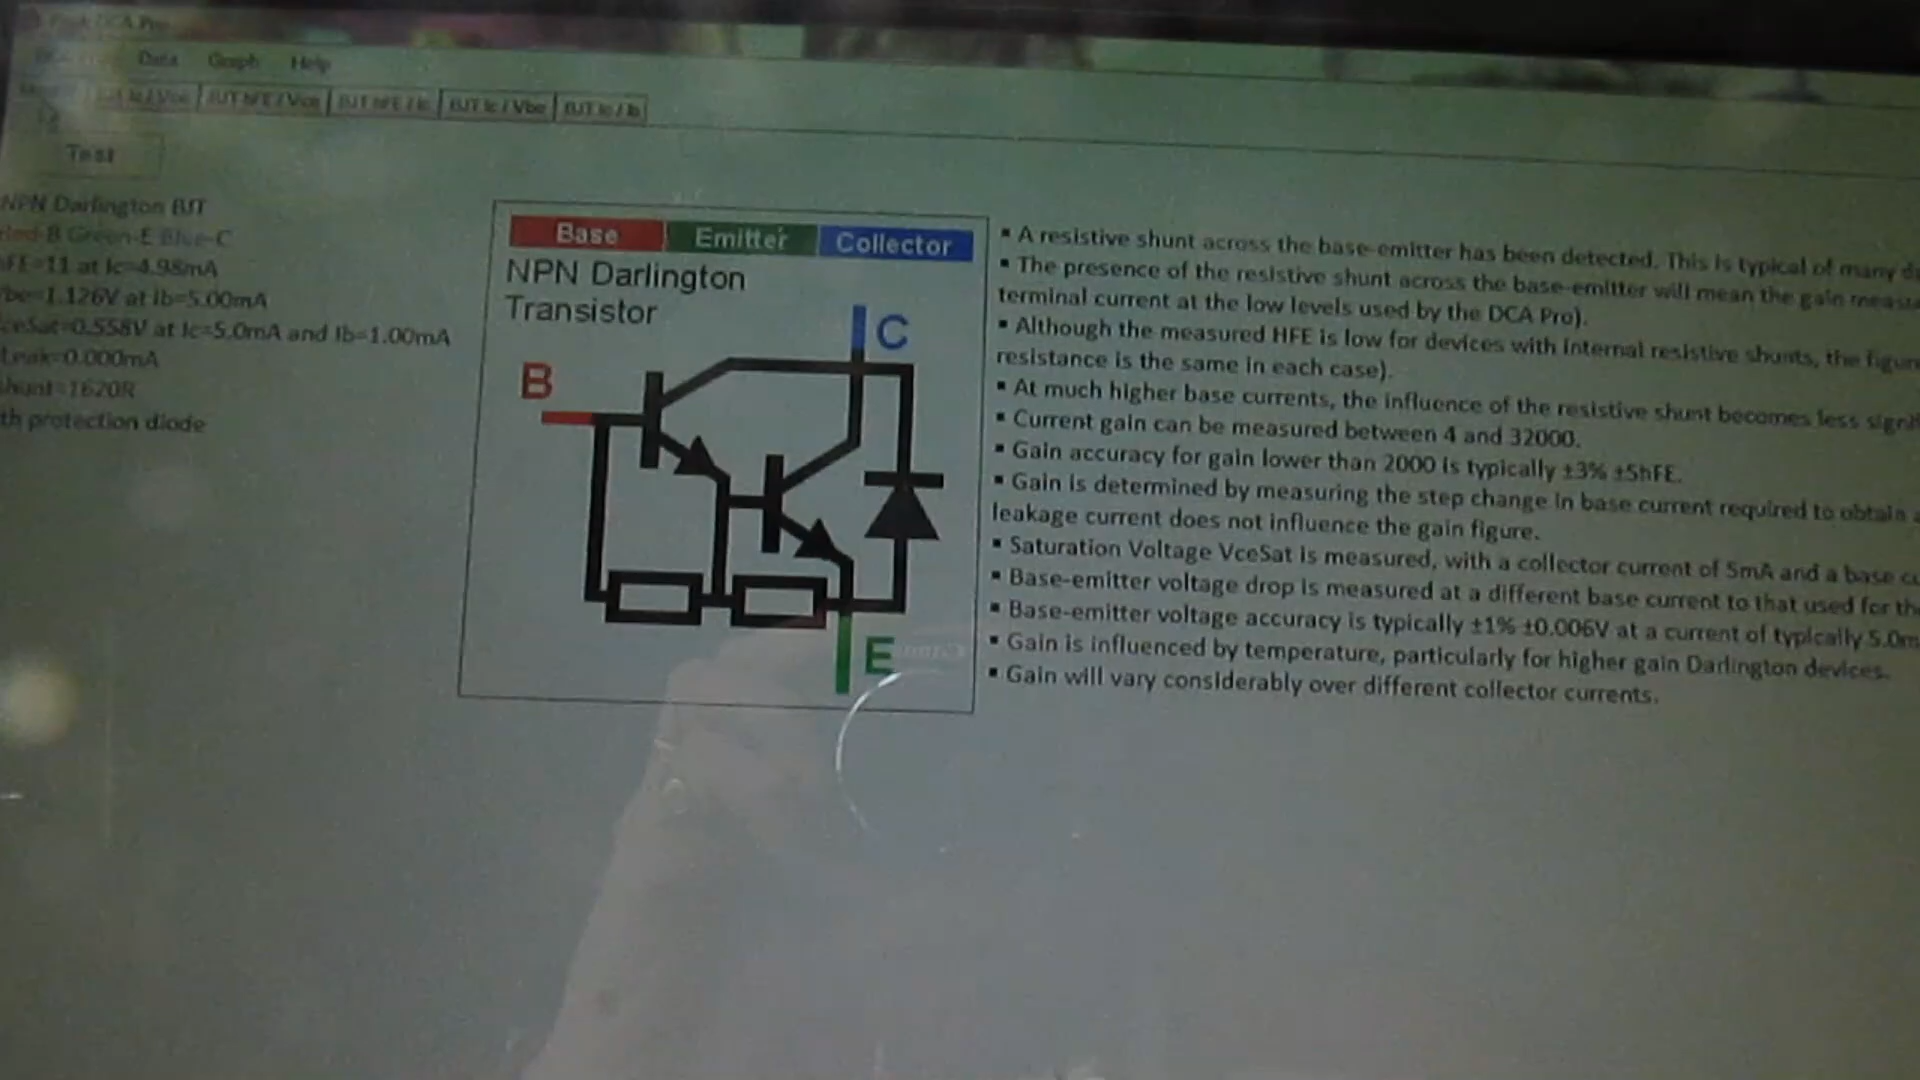 Peak DCA Pro
Data Graph Help
BJT Ic / Vce BJT hFE / Vce BJT hFE / Ic BJT Ic / Vbe BJT Ic / Ib
Test
NPN Darlington BJT
Red-B Green-E Blue-C
hFE=11 at Ic=4.98mA
be=1.126V at Ib=5.00mA
ceSat=0.558V at Ic=5.0mA and Ib=1.00mA
Leak=0.000mA
shunt=1620R
th protection diode
Base Emitter Collector
NPN Darlington
Transistor
C
B
E
▪ A resistive shunt across the base-emitter has been detected. This is typical of many
▪ The presence of the resistive shunt across the base-emitter will mean the gain
terminal current at the low levels used by the DCA Pro).
▪ Although the measured HFE is low for devices with internal resistive shunts, the
resistance is the same in each case).
▪ At much higher base currents, the influence of the resistive shunt becomes less
▪ Current gain can be measured between 4 and 32000.
▪ Gain accuracy for gain lower than 2000 is typically ±3% ±5hFE.
▪ Gain is determined by measuring the step change in base current required to obtain
leakage current does not influence the gain figure.
▪ Saturation Voltage VceSat is measured, with a collector current of 5mA and a base
▪ Base-emitter voltage drop is measured at a different base current to that used for
▪ Base-emitter voltage accuracy is typically ±1% ±0.006V at a current of typically 5.0m
▪ Gain is influenced by temperature, particularly for higher gain Darlington devices.
▪ Gain will vary considerably over different collector currents.